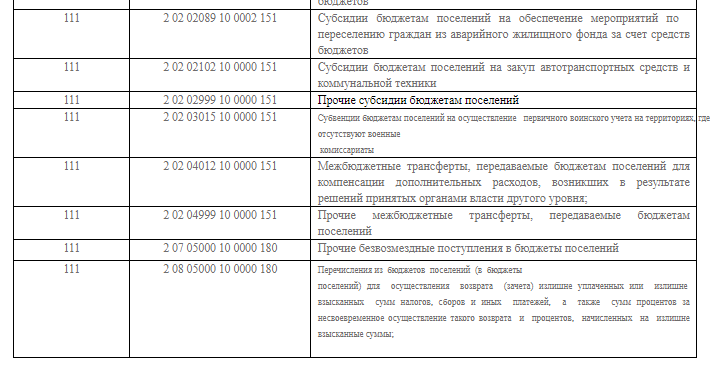 бюджетов
111 2 02 02089 10 0002 151 Субсидии бюджетам поселений на обеспечение мероприятий по
переселению граждан из аварийного жилищного фонда за счет средств
бюджетов
111 2 02 02102 10 0000 151 Субсидии бюджетам поселений на закуп автотранспортных средств и
коммунальной техники
111 2 02 02999 10 0000 151 Прочие субсидии бюджетам поселений
111 2 02 03015 10 0000 151 Субвенции бюджетам поселений на осуществление первичного воинского учета на территориях, где
отсутствуют военные
комиссариаты
111 2 02 04012 10 0000 151 Межбюджетные трансферты, передаваемые бюджетам поселений для
компенсации дополнительных расходов, возникших в результате
решений принятых органами власти другого уровня;
111 2 02 04999 10 0000 151 Прочие межбюджетные трансферты, передаваемые бюджетам
поселений
111 2 07 05000 10 0000 180 Прочие безвозмездные поступления в бюджеты поселений
111 2 08 05000 10 0000 180 Перечисления из бюджетов поселений (в бюджеты
поселений) для осуществления возврата (зачета) излишне уплаченных или излишне
взысканных сумм налогов, сборов и иных платежей, а также сумм процентов за
несвоевременное осуществление такого возврата и процентов, начисленных на излишне
взысканные суммы;